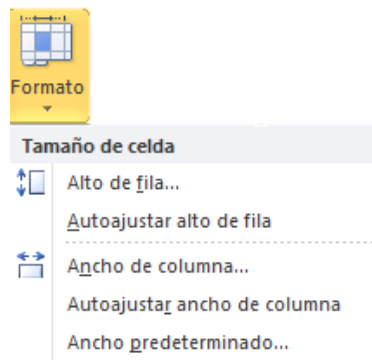 Formato
Tamaño de celda
Alto de fila...
Autoajustar alto de fila
Ancho de columna...
Autoajustar ancho de columna
Ancho predeterminado...